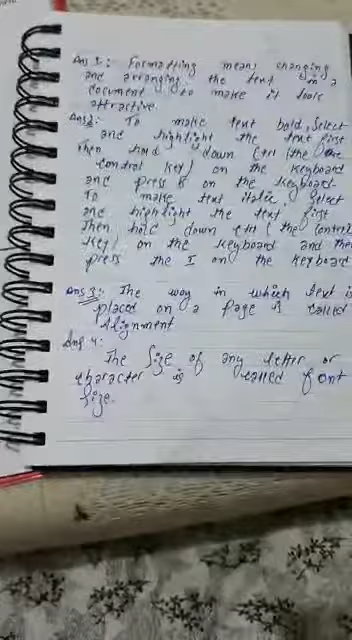 Ans 1: Formatting means changing
and arranging the text in a
document to make it look
attractive.
Ans 2: To make text bold, Select
and highlight the text first
Then hold down Ctrl (the
control key) on the keyboard
and press B on the keyboard.
To make text italic Select
and highlight the text first
Then hold down ctrl (the Control
Key) on the Keyboard and then
press the I on the keyboard
Ans 3: The way in which text is
placed on a Page is called
Alignment
Ans 4:
The Size of any letter or
character is called font
Size.